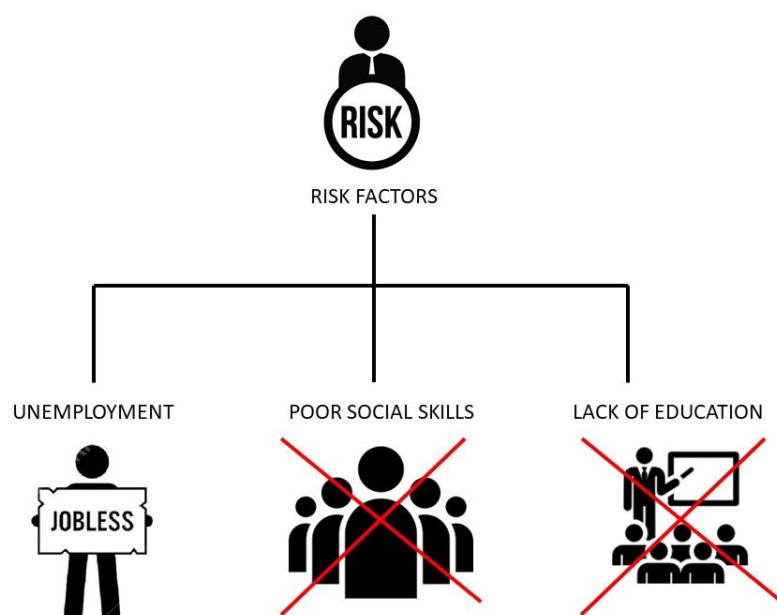 RISK
RISK FACTORS
UNEMPLOYMENT
POOR SOCIAL SKILLS
LACK OF EDUCATION
JOBLESS